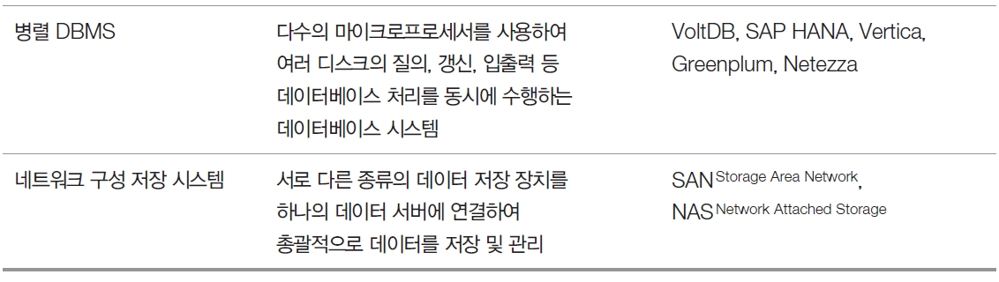 병렬 DBMS
다수의 마이크로프로세서를 사용하여
여러 디스크의 질의, 갱신, 입출력 등
데이터베이스 처리를 동시에 수행하는
데이터베이스 시스템
VoltDB, SAP HANA, Vertica,
Greenplum, Netezza
네트워크 구성 저장 시스템
서로 다른 종류의 데이터 저장 장치를
하나의 데이터 서버에 연결하여
총괄적으로 데이터를 저장 및 관리
SAN Storage Area Network,
NAS Network Attached Storage